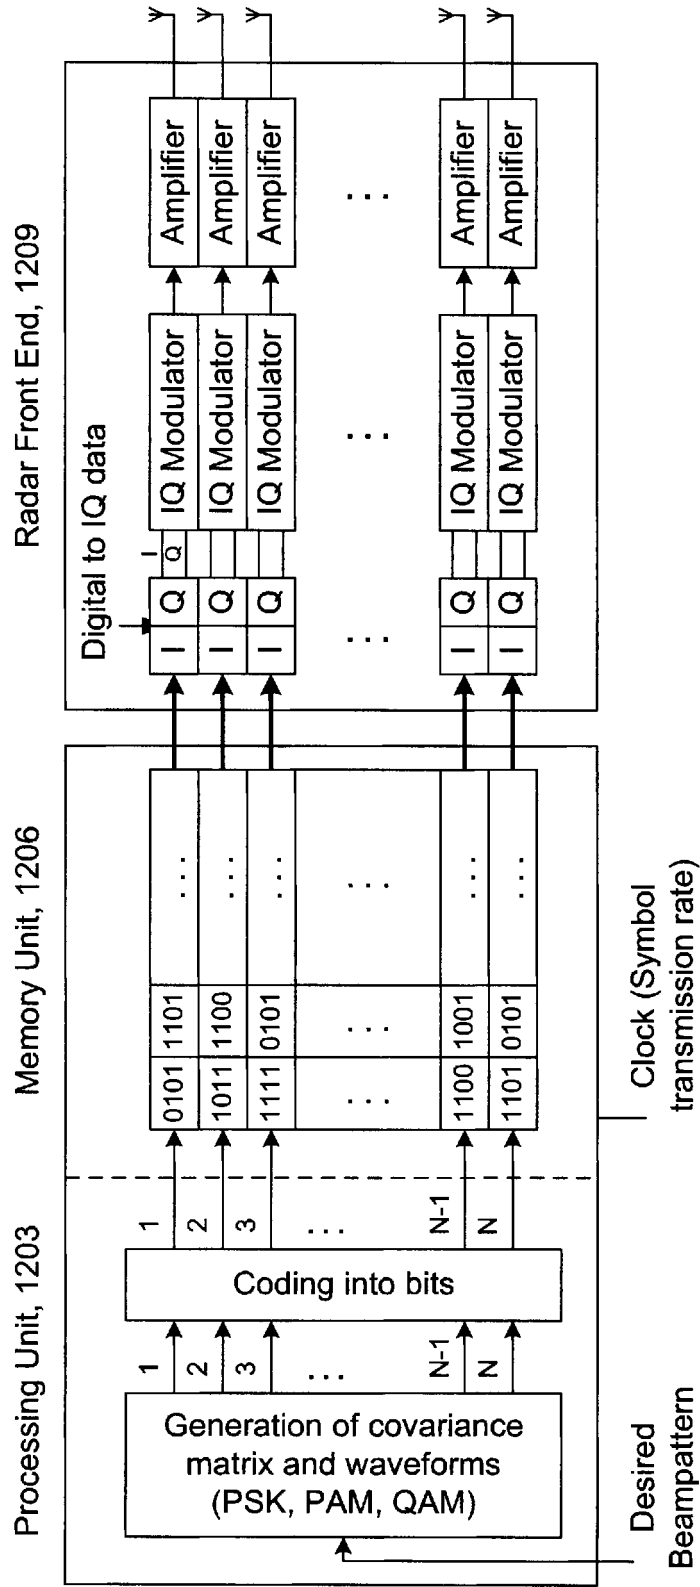 Processing Unit, 1203
Memory Unit, 1206
Radar Front End, 1209
Generation of covariance
matrix and waveforms
(PSK, PAM, QAM)
1
2
3
...
N-1
N
Coding into bits
1
2
3
...
N-1
N
0101 1101 ...
1011 1100 ...
1111 0101 ...
... ...
1100 1001 ...
1101 0101 ...
Digital to IQ data
I Q
I Q
I Q
...
I Q
I Q
I
Q
IQ Modulator
IQ Modulator
IQ Modulator
...
IQ Modulator
IQ Modulator
Amplifier
Amplifier
Amplifier
...
Amplifier
Amplifier
Desired
Beampattern
Clock (Symbol
transmission rate)